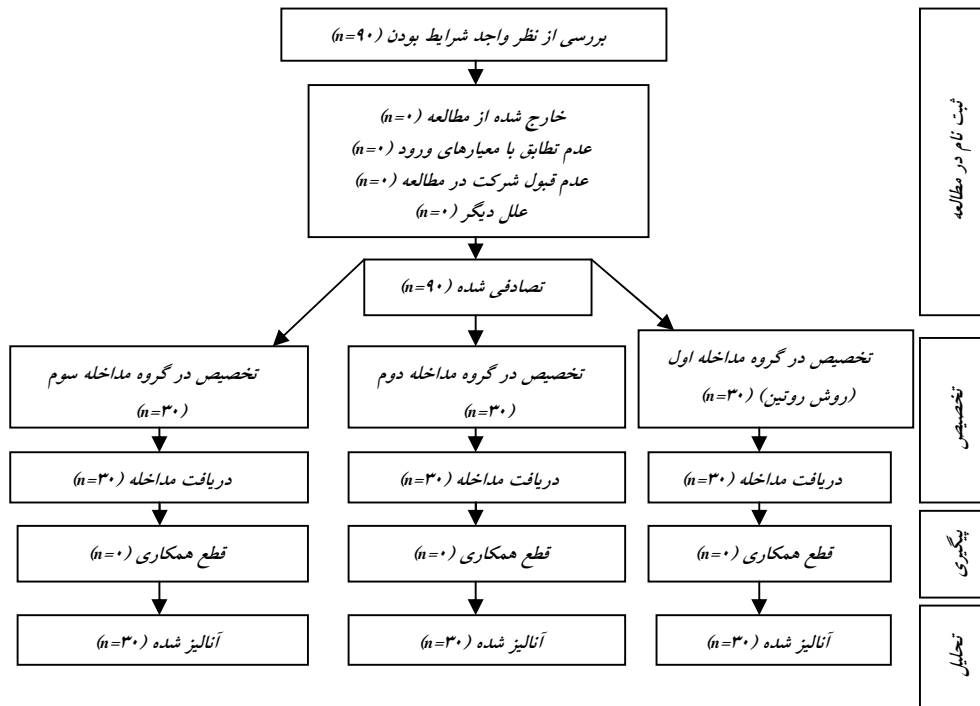 بررسی از نظر واجد شرایط بودن (n=۹۰)
خارج شده از مطالعه (n=۰)
عدم تطابق با معیارهای ورود (n=۰)
عدم قبول شرکت در مطالعه (n=۰)
علل دیگر (n=۰)
ثبت نام در مطالعه
تصادفی شده (n=۹۰)
تخصیص در گروه مداخله اول
(روش روتین) (n=۳۰)
تخصیص در گروه مداخله دوم
(n=۳۰)
تخصیص در گروه مداخله سوم
(n=۳۰)
تخصیص
دریافت مداخله (n=۳۰)
دریافت مداخله (n=۳۰)
دریافت مداخله (n=۳۰)
پیگیری
قطع همکاری (n=۰)
قطع همکاری (n=۰)
قطع همکاری (n=۰)
تحلیل
آنالیز شده (n=۳۰)
آنالیز شده (n=۳۰)
آنالیز شده (n=۳۰)